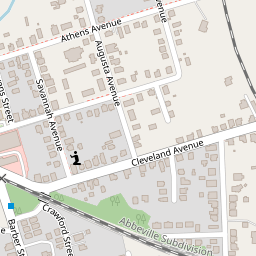 Athens Avenue
Augusta Avenue
Savannah Avenue
Street
Cleveland Avenue
Crawford Street
Barber
Abbeville Subdivision